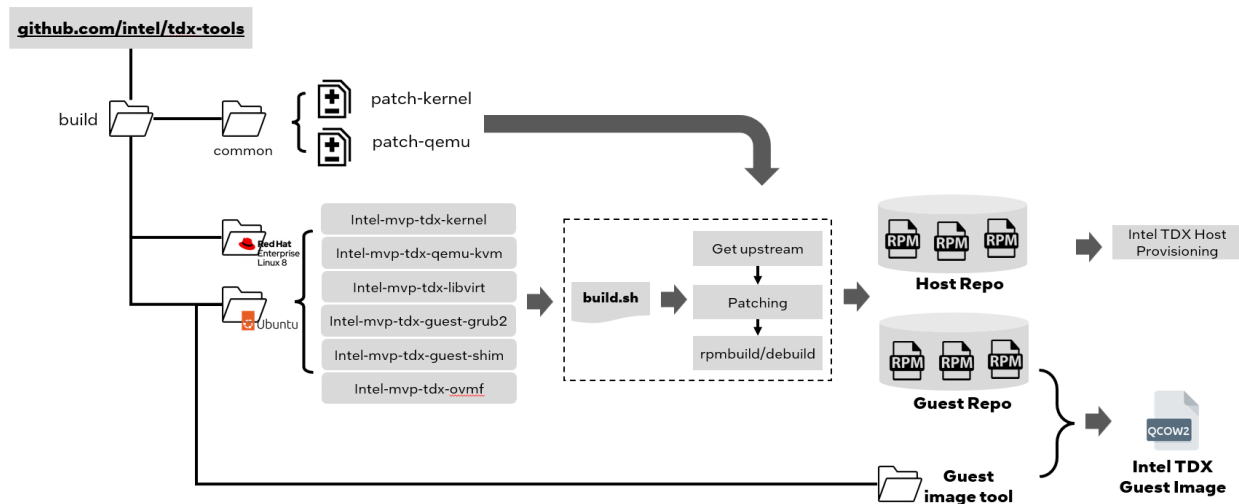 github.com/intel/tdx-tools
build
common
patch-kernel
patch-qemu
Red Hat
Enterprise
Linux 8
Ubuntu
Intel-mvp-tdx-kernel
Intel-mvp-tdx-qemu-kvm
Intel-mvp-tdx-libvirt
Intel-mvp-tdx-guest-grub2
Intel-mvp-tdx-guest-shim
Intel-mvp-tdx-ovmf
build.sh
Get upstream
Patching
rpmbuild/debuild
RPM
RPM
RPM
Host Repo
Intel TDX Host
Provisioning
RPM
RPM
RPM
Guest Repo
Guest
image tool
QCOW2
Intel TDX
Guest Image